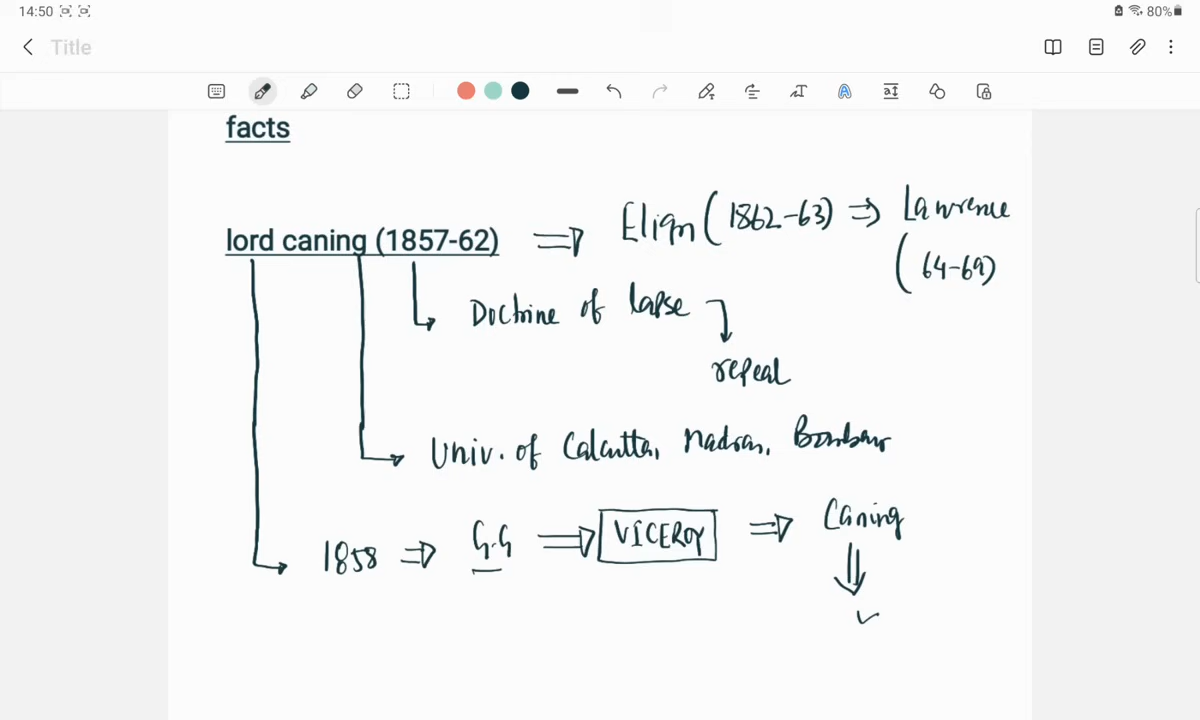 14:50
80%
Title
facts
lord caning (1857-62) ⇒ Elign (1862-63) ⇒ Lawrence
(64-69)
Doctrine of lapse
repeal
Univ. of Calcutta, Madras, Bombay
1858 ⇒ G.G ⇒ VICEROY ⇒ Caning